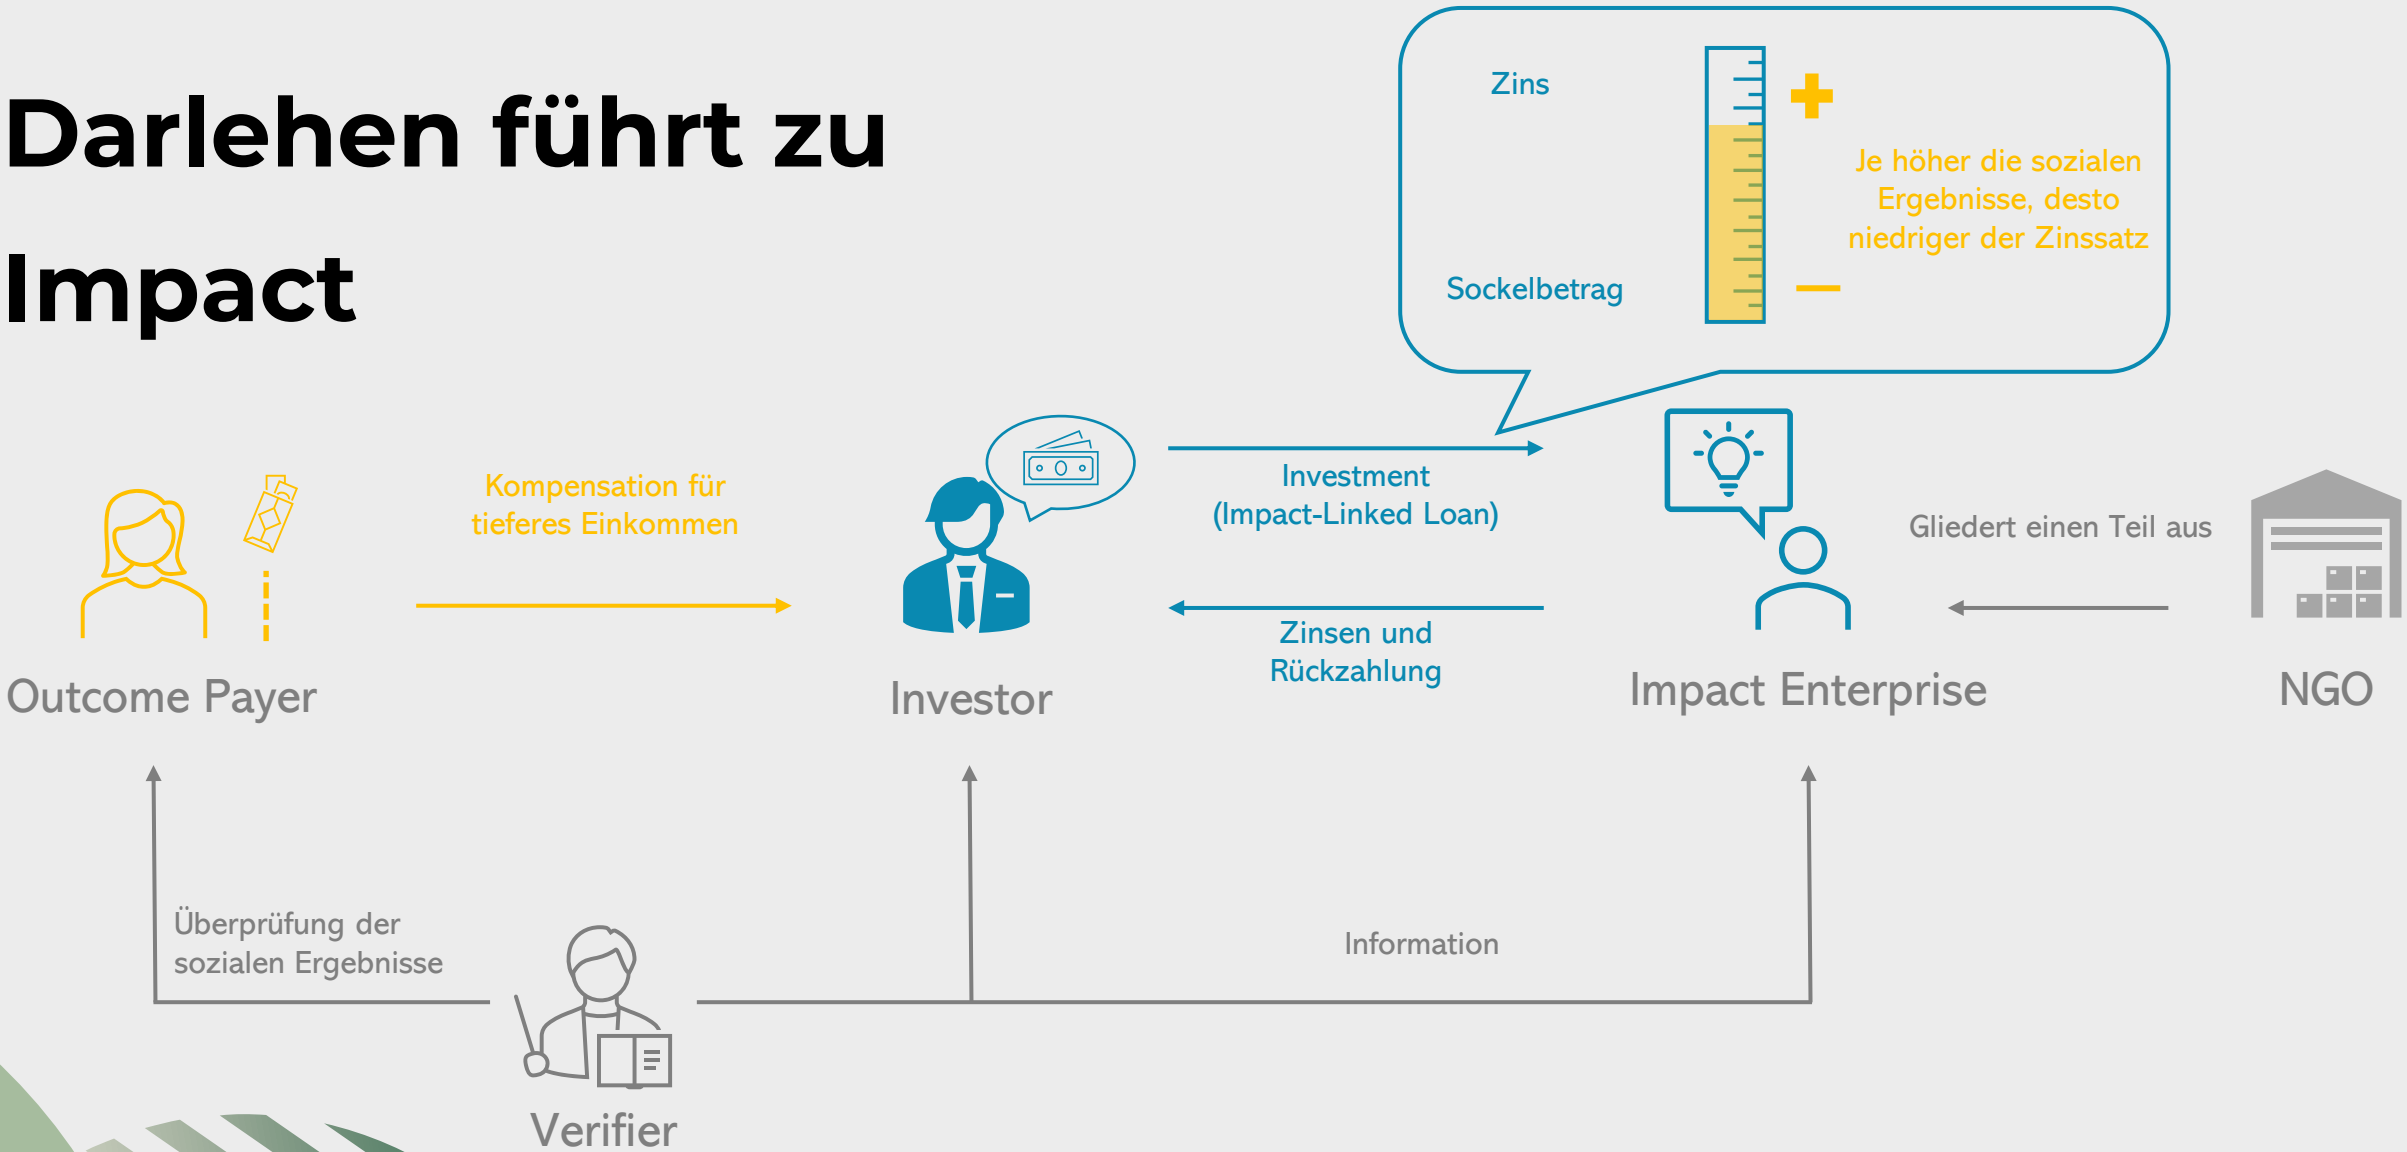 Darlehen führt zu
Impact
Zins
Je höher die sozialen
Ergebnisse, desto
niedriger der Zinssatz
Sockelbetrag
Kompensation für
tieferes Einkommen
Investment
(Impact-Linked Loan)
Gliedert einen Teil aus
Zinsen und
Rückzahlung
Outcome Payer
Investor
Impact Enterprise
NGO
Überprüfung der
sozialen Ergebnisse
Information
Verifier